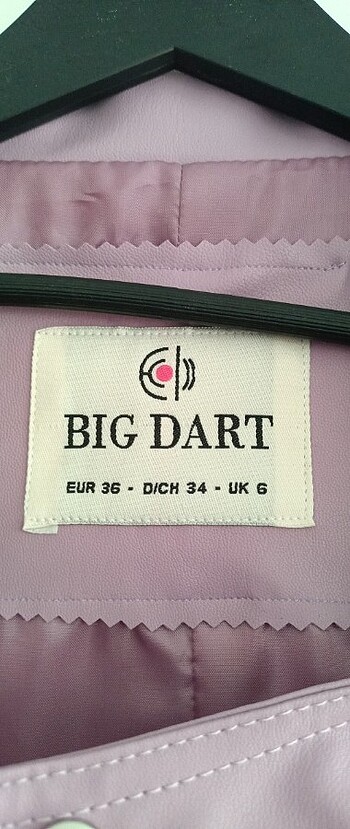 BIG DART
EUR 36 - D/CH 34 - UK 6